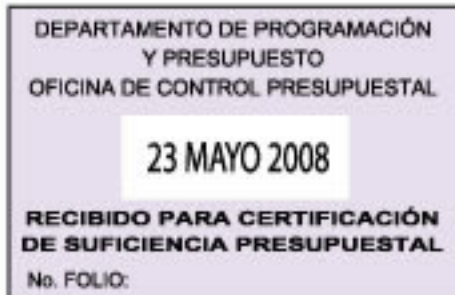 DEPARTAMENTO DE PROGRAMACIÓN
Y PRESUPUESTO
OFICINA DE CONTROL PRESUPUESTAL
23 MAYO 2008
RECIBIDO PARA CERTIFICACIÓN
DE SUFICIENCIA PRESUPUESTAL
No. FOLIO: